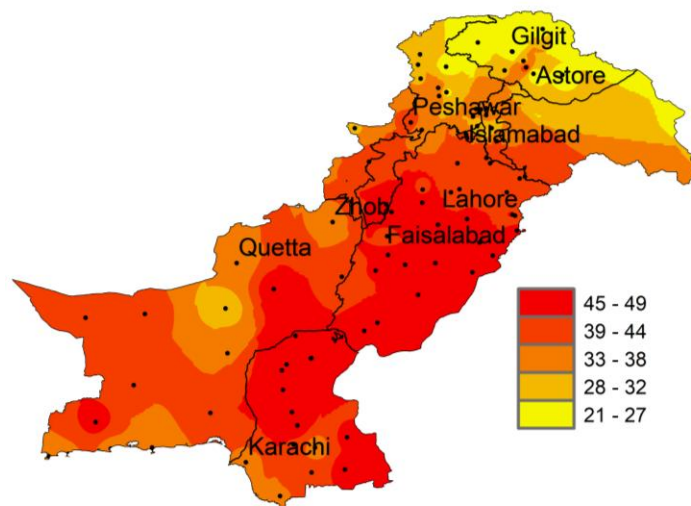 Gilgit
Astore
Peshawar
Islamabad
Zhob
Lahore
Faisalabad
Quetta
Karachi
45 - 49
39 - 44
33 - 38
28 - 32
21 - 27